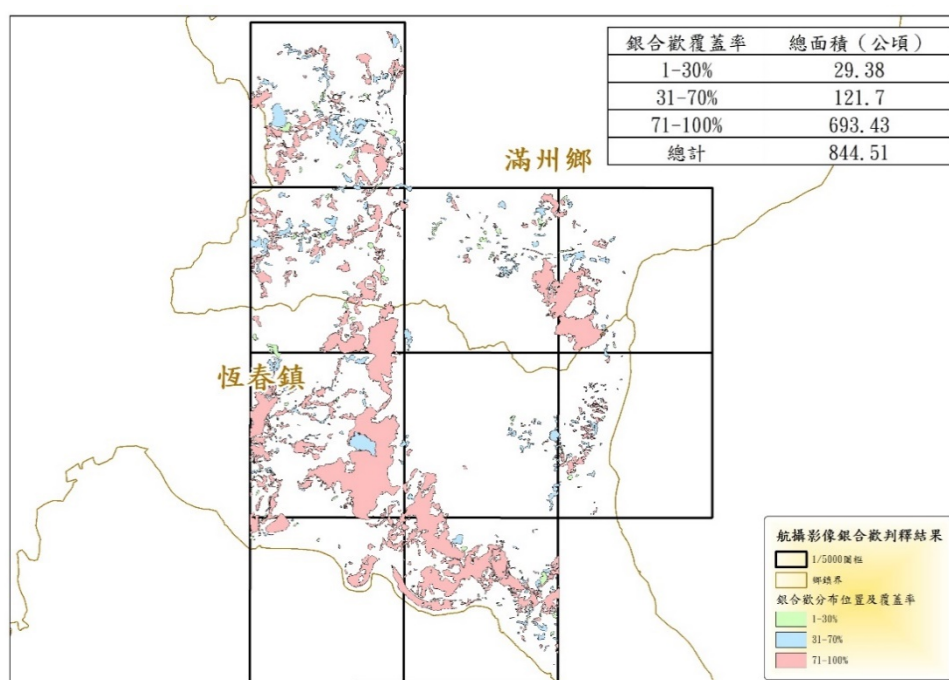 銀合歡覆蓋率 總面積（公頃）
1-30% 29.38
31-70% 121.7
71-100% 693.43
總計 844.51
滿州鄉
恆春鎮
航攝影像銀合歡判釋結果
1/5000圖框
鄉鎮界
銀合歡分布位置及覆蓋率
1-30%
31-70%
71-100%